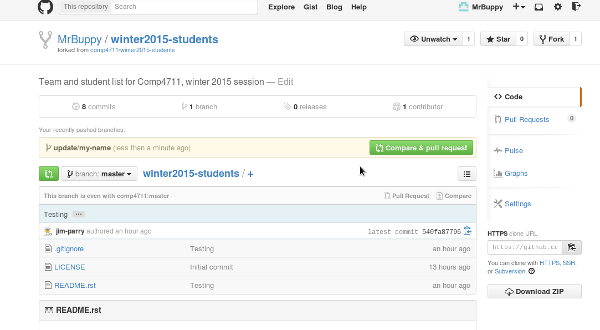 This repository Search Explore Gist Blog Help MrBuppy
MrBuppy / winter2015-students
forked from comp4711/winter2015-students
Unwatch 1 Star 0 Fork 1
Team and student list for Comp4711, winter 2015 session — Edit
8 commits 1 branch 0 releases 1 contributor
Your recently pushed branches:
update/my-name (less than a minute ago) Compare & pull request
branch: master winter2015-students / +
This branch is even with comp4711:master Pull Request Compare
Testing
jim-parry authored an hour ago latest commit 540fa87796
.gitignore Testing an hour ago
LICENSE Initial commit 13 hours ago
README.rst Testing an hour ago
README.rst
Code
Pull Requests 0
Pulse
Graphs
Settings
HTTPS clone URL
https://github.cc
You can clone with HTTPS, SSH,
or Subversion.
Download ZIP